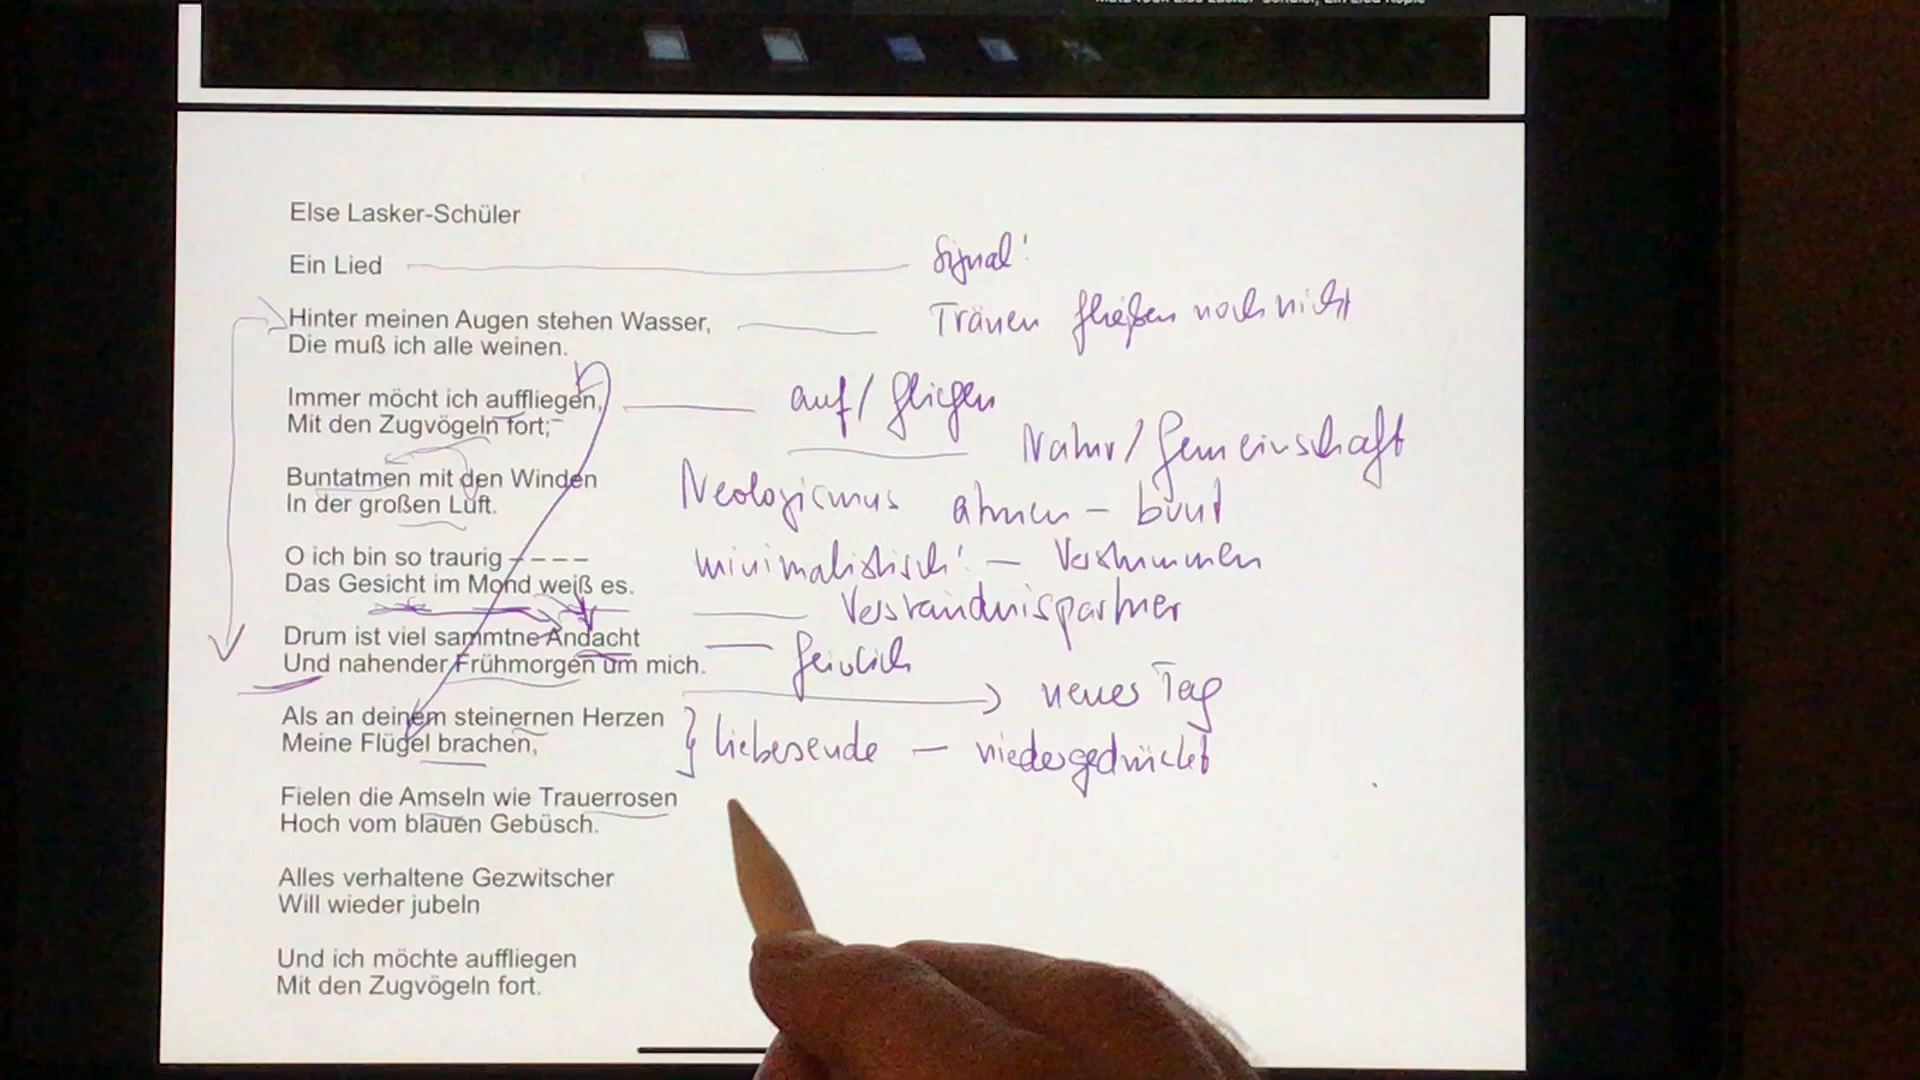 Else Lasker-Schüler
Ein Lied
Signal!
Hinter meinen Augen stehen Wasser,
Tränen fließen noch nicht
Die muß ich alle weinen.
Immer möcht ich auffliegen,
auf/fliegen
Mit den Zugvögeln fort;
Natur/Gemeinschaft
Buntatmen mit den Winden
Neologismus atmen - bunt
In der großen Luft.
O ich bin so traurig ----
minimalistisch! - Verstummen
Das Gesicht im Mond weiß es.
Verständnispartner
Drum ist viel sammtne Andacht
feierlich
Und nahender Frühmorgen um mich.
neues Tag
Als an deinem steinernen Herzen
Meine Flügel brachen,
Liebesende - niedergedrückt
Fielen die Amseln wie Trauerrosen
Hoch vom blauen Gebüsch.
Alles verhaltene Gezwitscher
Will wieder jubeln
Und ich möchte auffliegen
Mit den Zugvögeln fort.